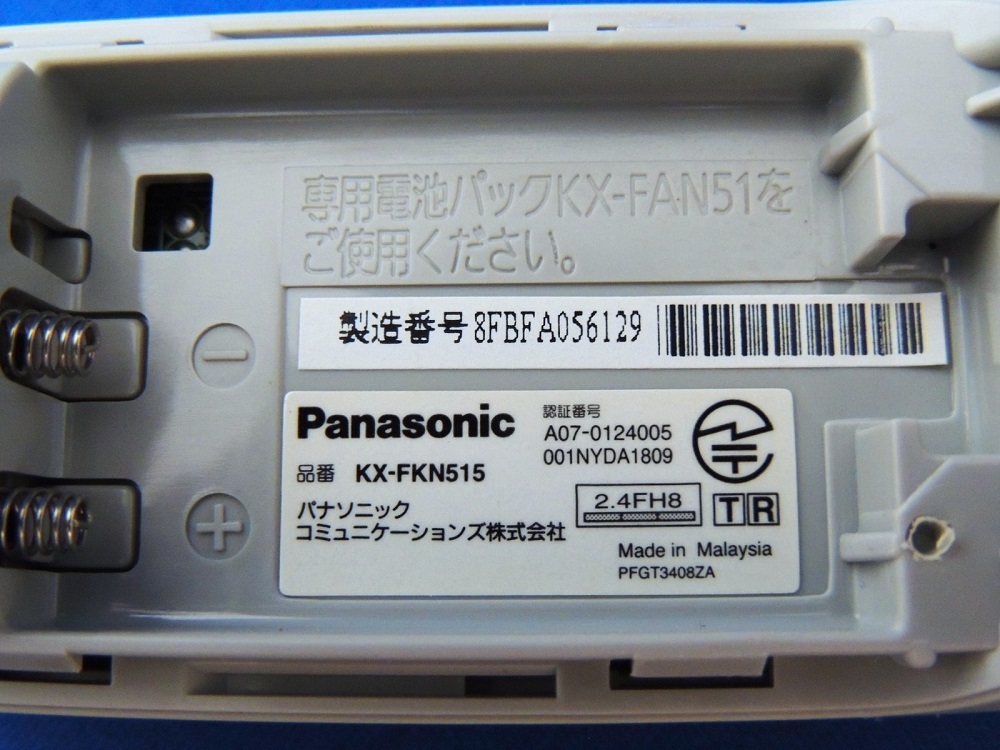 専用電池パックKX-FAN51を
ご使用ください。
製造番号 8FBFA056129
Panasonic
認証番号
A07-0124005
001NYDA1809
品番 KX-FKN515
2.4FH8
T R
パナソニック
コミュニケーションズ株式会社
Made in Malaysia
PFGT3408ZA